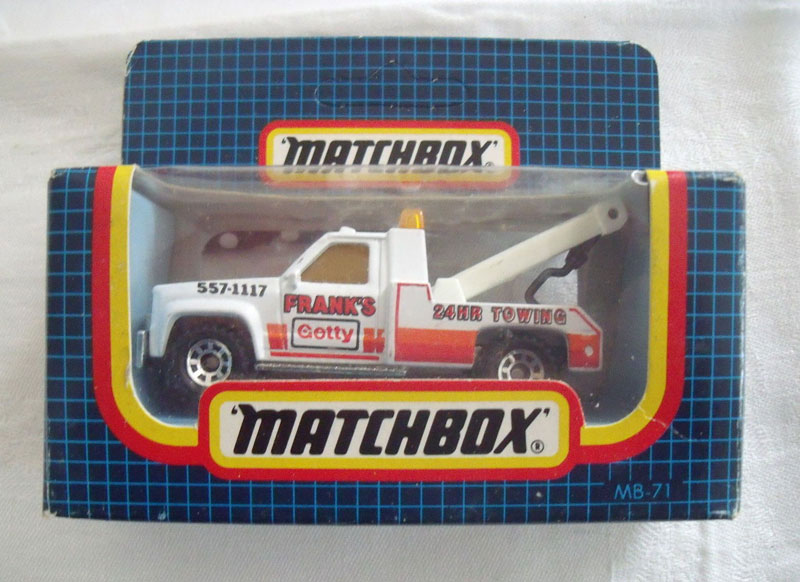 'MATCHBOX'®
557-1117
FRANK'S
Getty
24HR TOWING
'MATCHBOX'®
MB-71